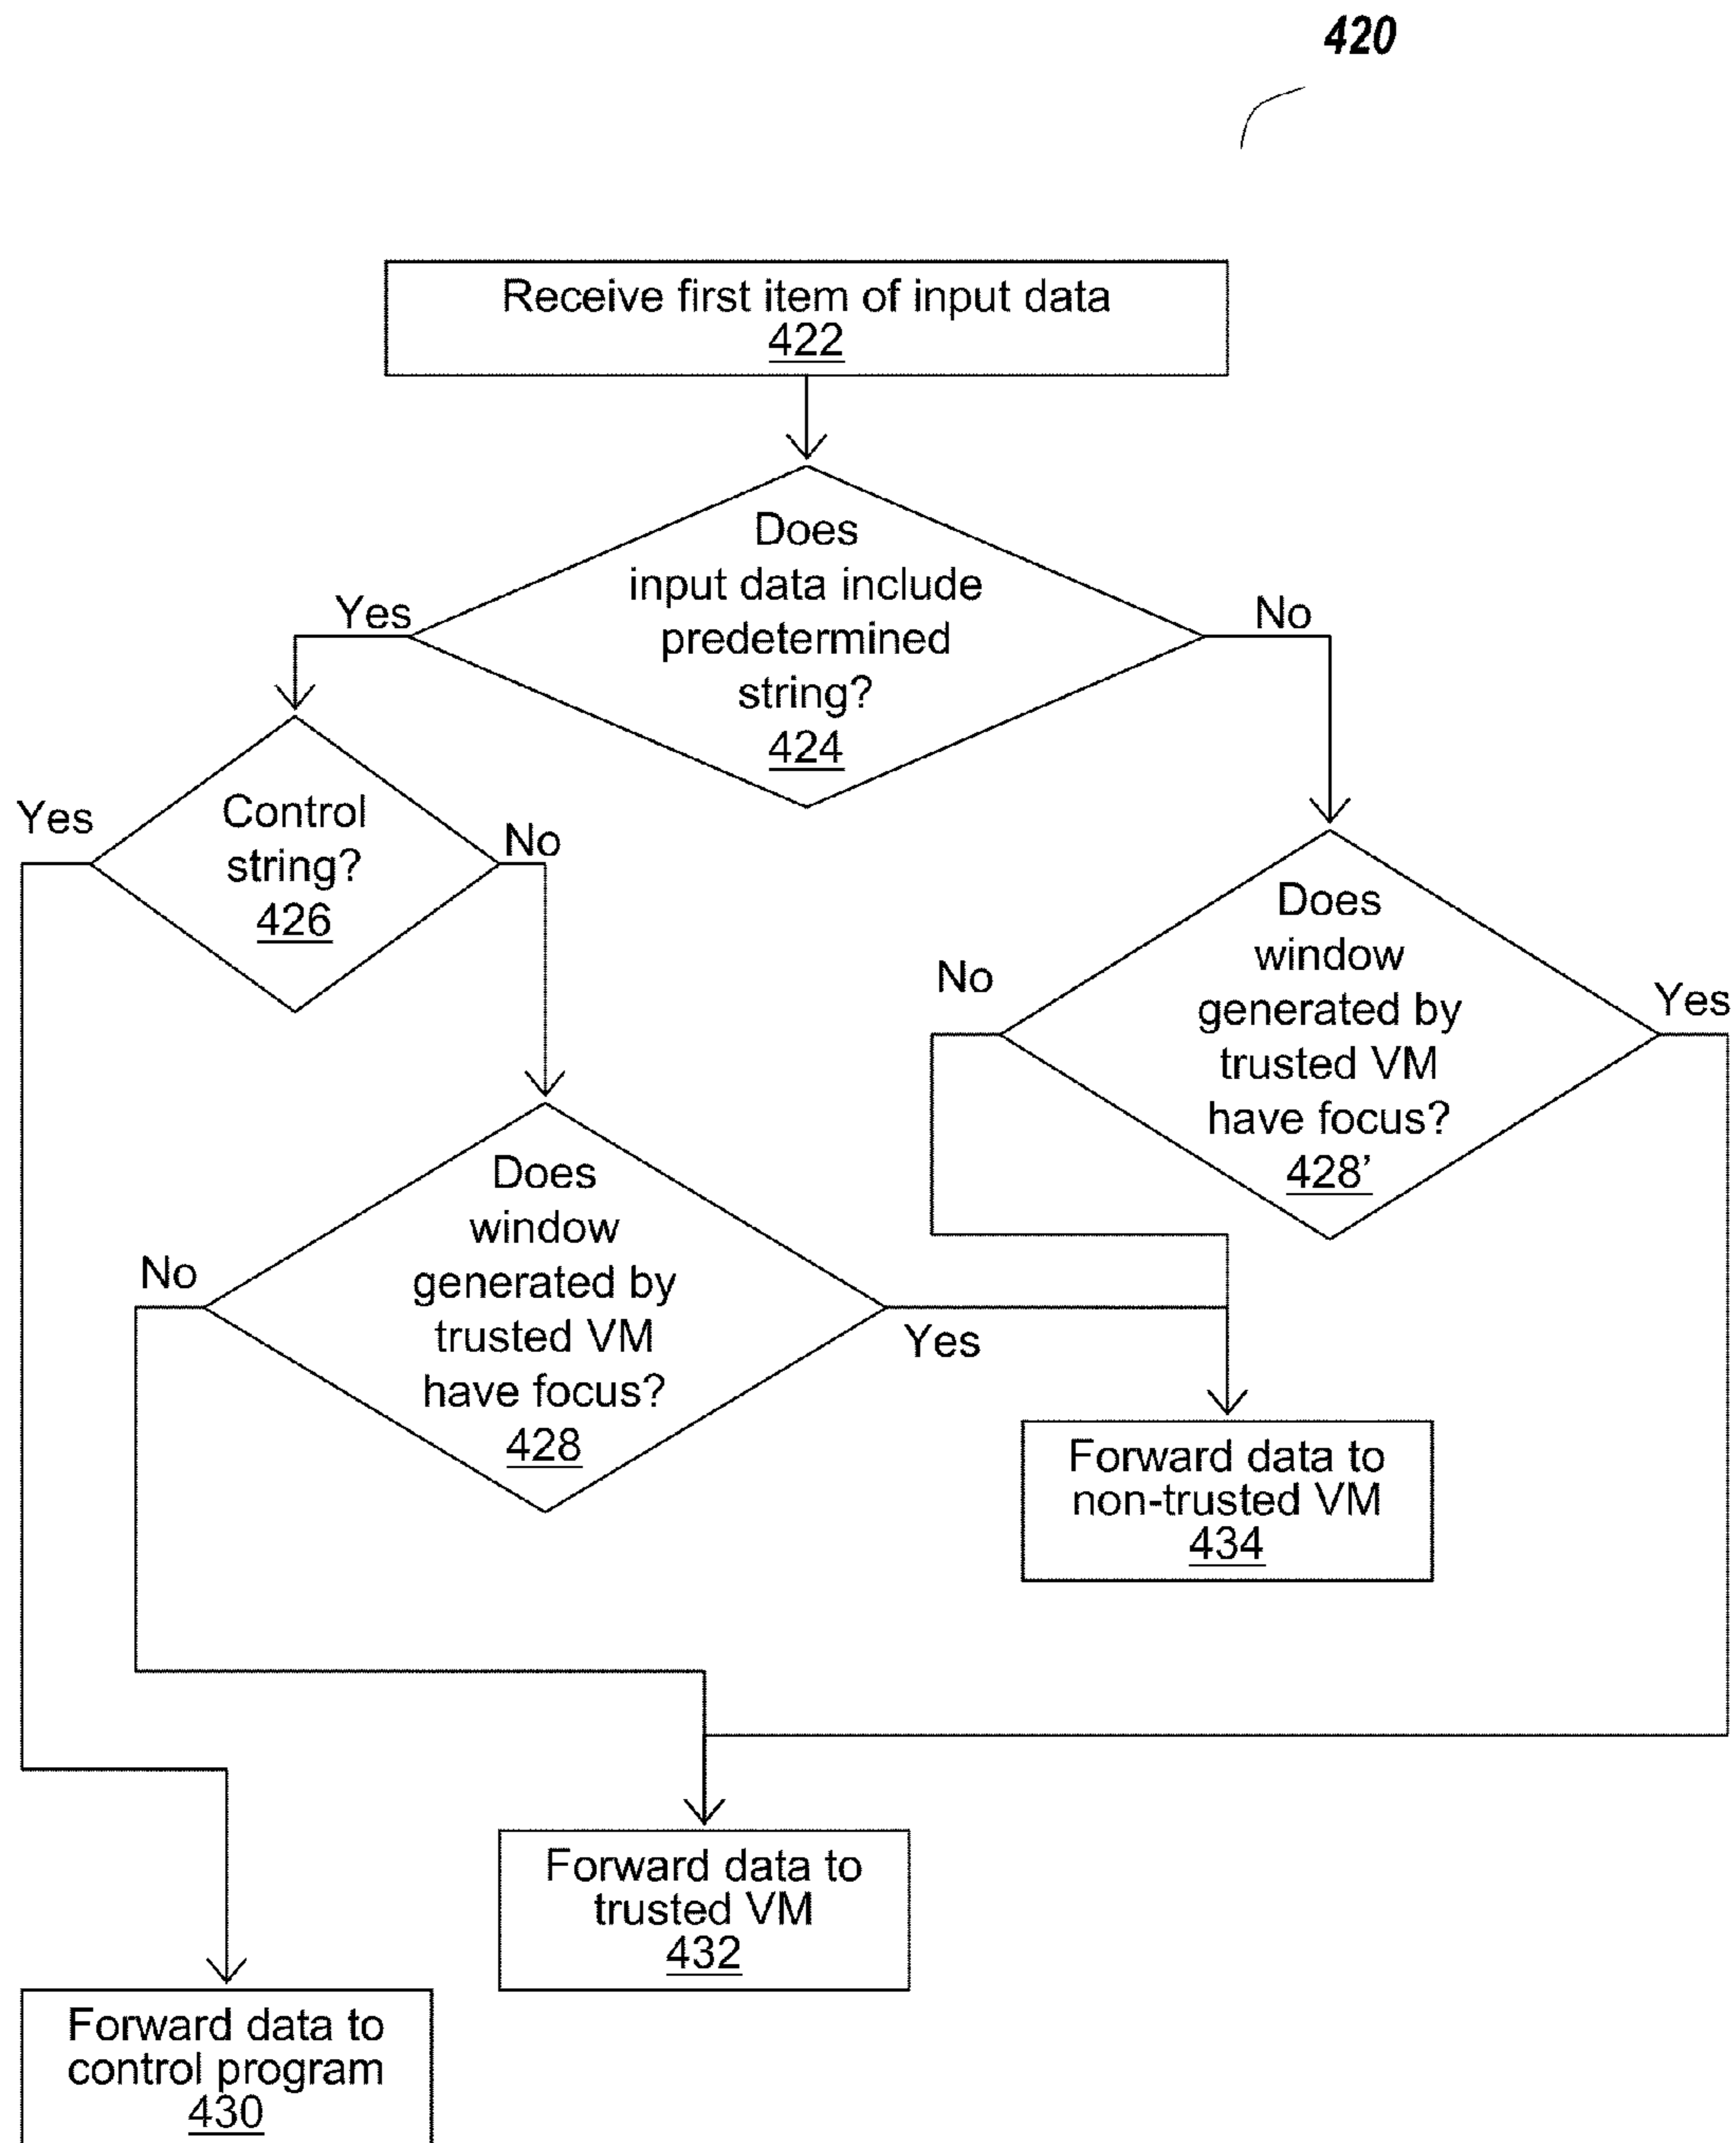 420
Receive first item of input data
422
Does
input data include
predetermined
string?
424
Yes
No
Control
string?
426
Yes
No
Does
window
generated by
trusted VM
have focus?
428’
No
Yes
Does
window
generated by
trusted VM
have focus?
428
No
Yes
Forward data to
non-trusted VM
434
Forward data to
trusted VM
432
Forward data to
control program
430